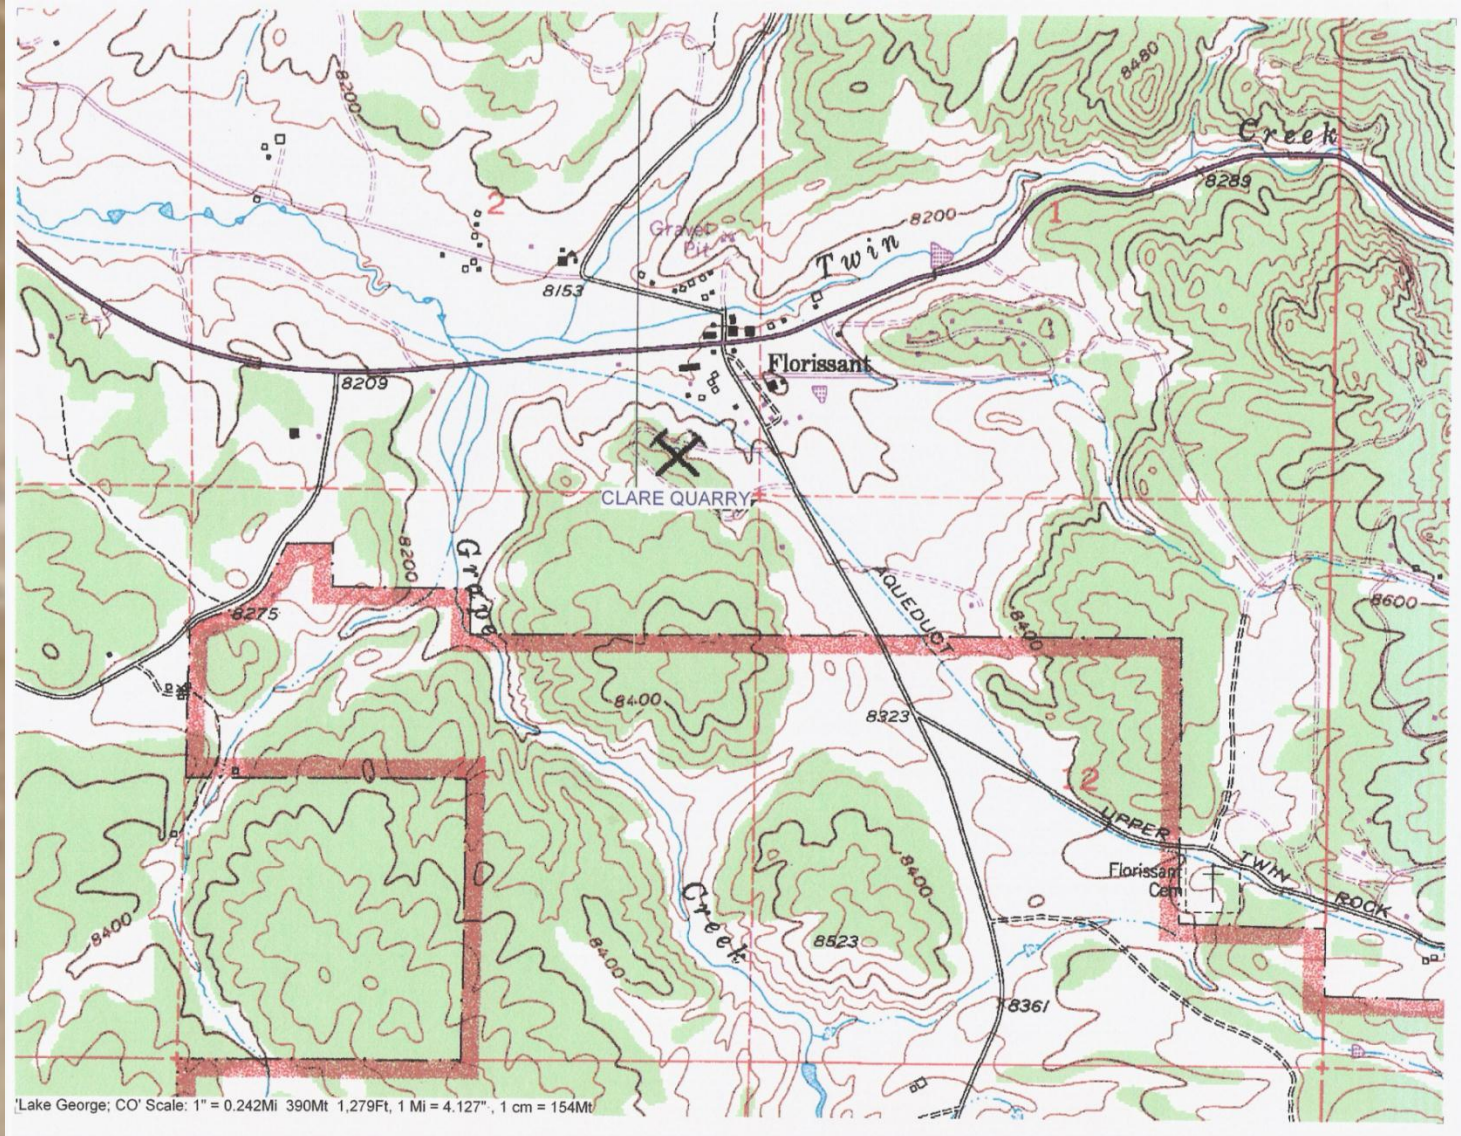 8480
8200
Creek
8289
2
1
8200
Gravel
Pit
Twin
8153
Florissant
8209
CLARE QUARRY
8200
Grape
AQUEDUCT
8600
8275
8400
8400
8323
12
UPPER
TWIN
ROCK
Florissant
Cem
8400
Creek
8400
8523
8400
8361
'Lake George; CO' Scale: 1" = 0.242Mi 390Mt 1,279Ft, 1 Mi = 4.127", 1 cm = 154Mt